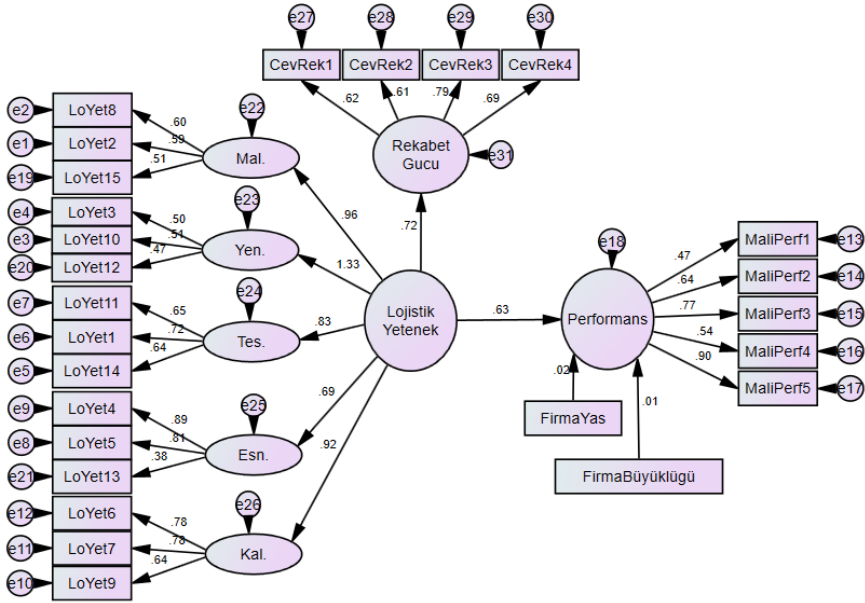 e27
e28
e29
e30
CevRek1
CevRek2
CevRek3
CevRek4
.62
.61
.79
.69
Rekabet
Gucu
e31
e2
LoYet8
e1
LoYet2
e19
LoYet15
.60
.59
.51
e22
Mal.
e4
LoYet3
e3
LoYet10
e20
LoYet12
.50
.51
.47
e23
Yen.
e7
LoYet11
e6
LoYet1
e5
LoYet14
.65
.72
.64
e24
Tes.
e9
LoYet4
e8
LoYet5
e21
LoYet13
.89
.81
.38
e25
Esn.
e12
LoYet6
e11
LoYet7
e10
LoYet9
.78
.78
.64
e26
Kal.
.96
1.33
.83
.69
.92
.72
Lojistik
Yetenek
.63
e18
Performans
.47
.64
.77
.54
.90
MaliPerf1
e13
MaliPerf2
e14
MaliPerf3
e15
MaliPerf4
e16
MaliPerf5
e17
.02
.01
FirmaYas
FirmaBüyüklügü